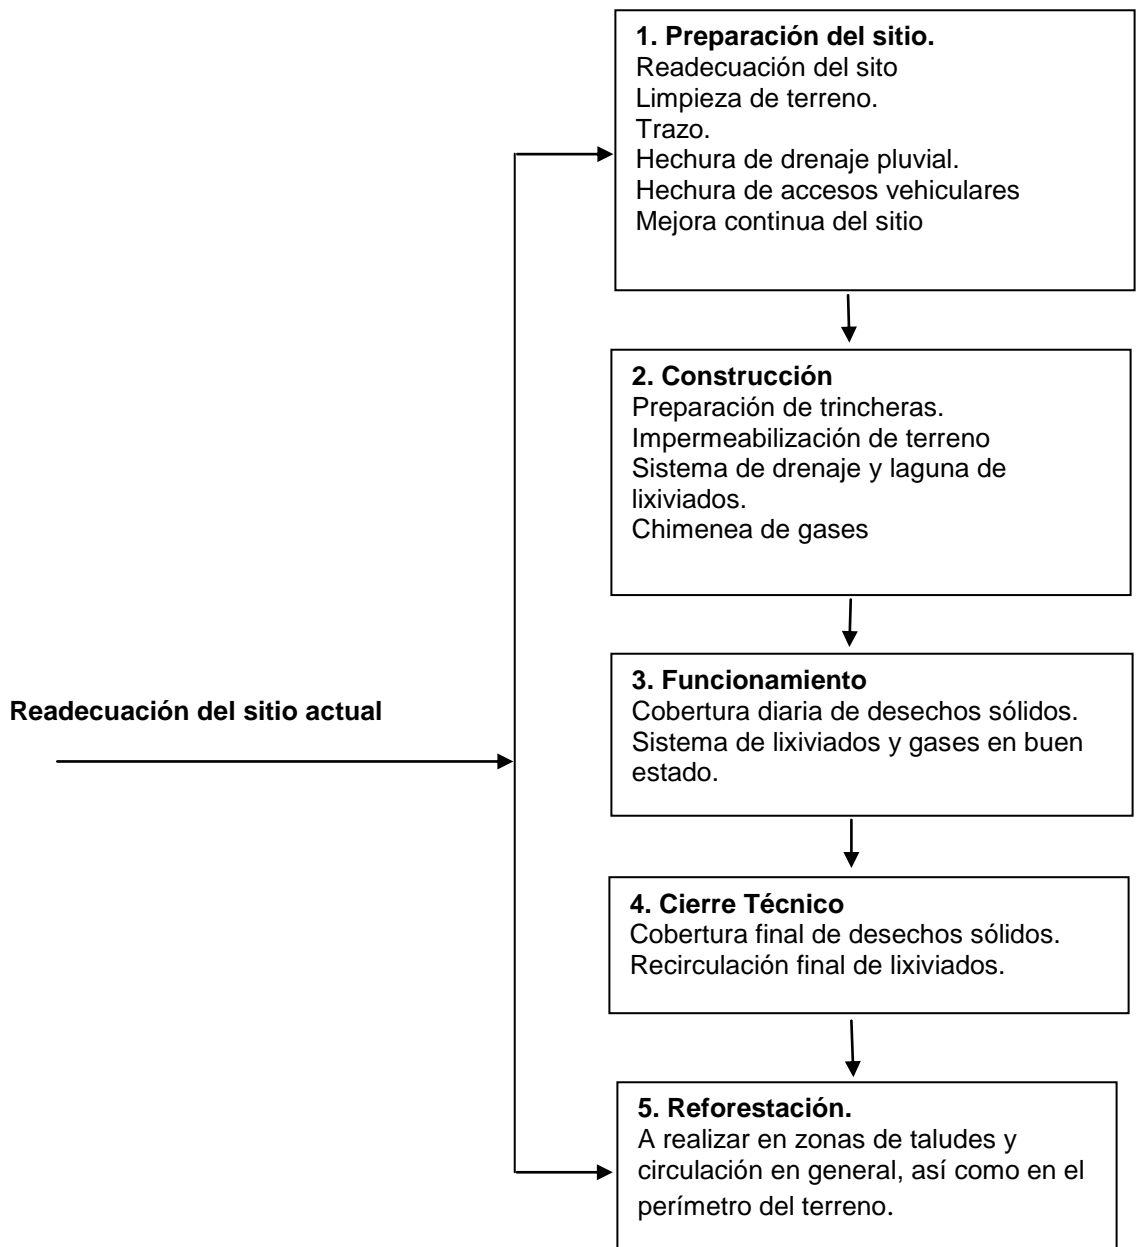 1. Preparación del sitio.
Readecuación del sito
Limpieza de terreno.
Trazo.
Hechura de drenaje pluvial.
Hechura de accesos vehiculares
Mejora continua del sitio
2. Construcción
Preparación de trincheras.
Impermeabilización de terreno
Sistema de drenaje y laguna de
lixiviados.
Chimenea de gases
Readecuación del sitio actual
3. Funcionamiento
Cobertura diaria de desechos sólidos.
Sistema de lixiviados y gases en buen
estado.
4. Cierre Técnico
Cobertura final de desechos sólidos.
Recirculación final de lixiviados.
5. Reforestación.
A realizar en zonas de taludes y
circulación en general, así como en el
perímetro del terreno.